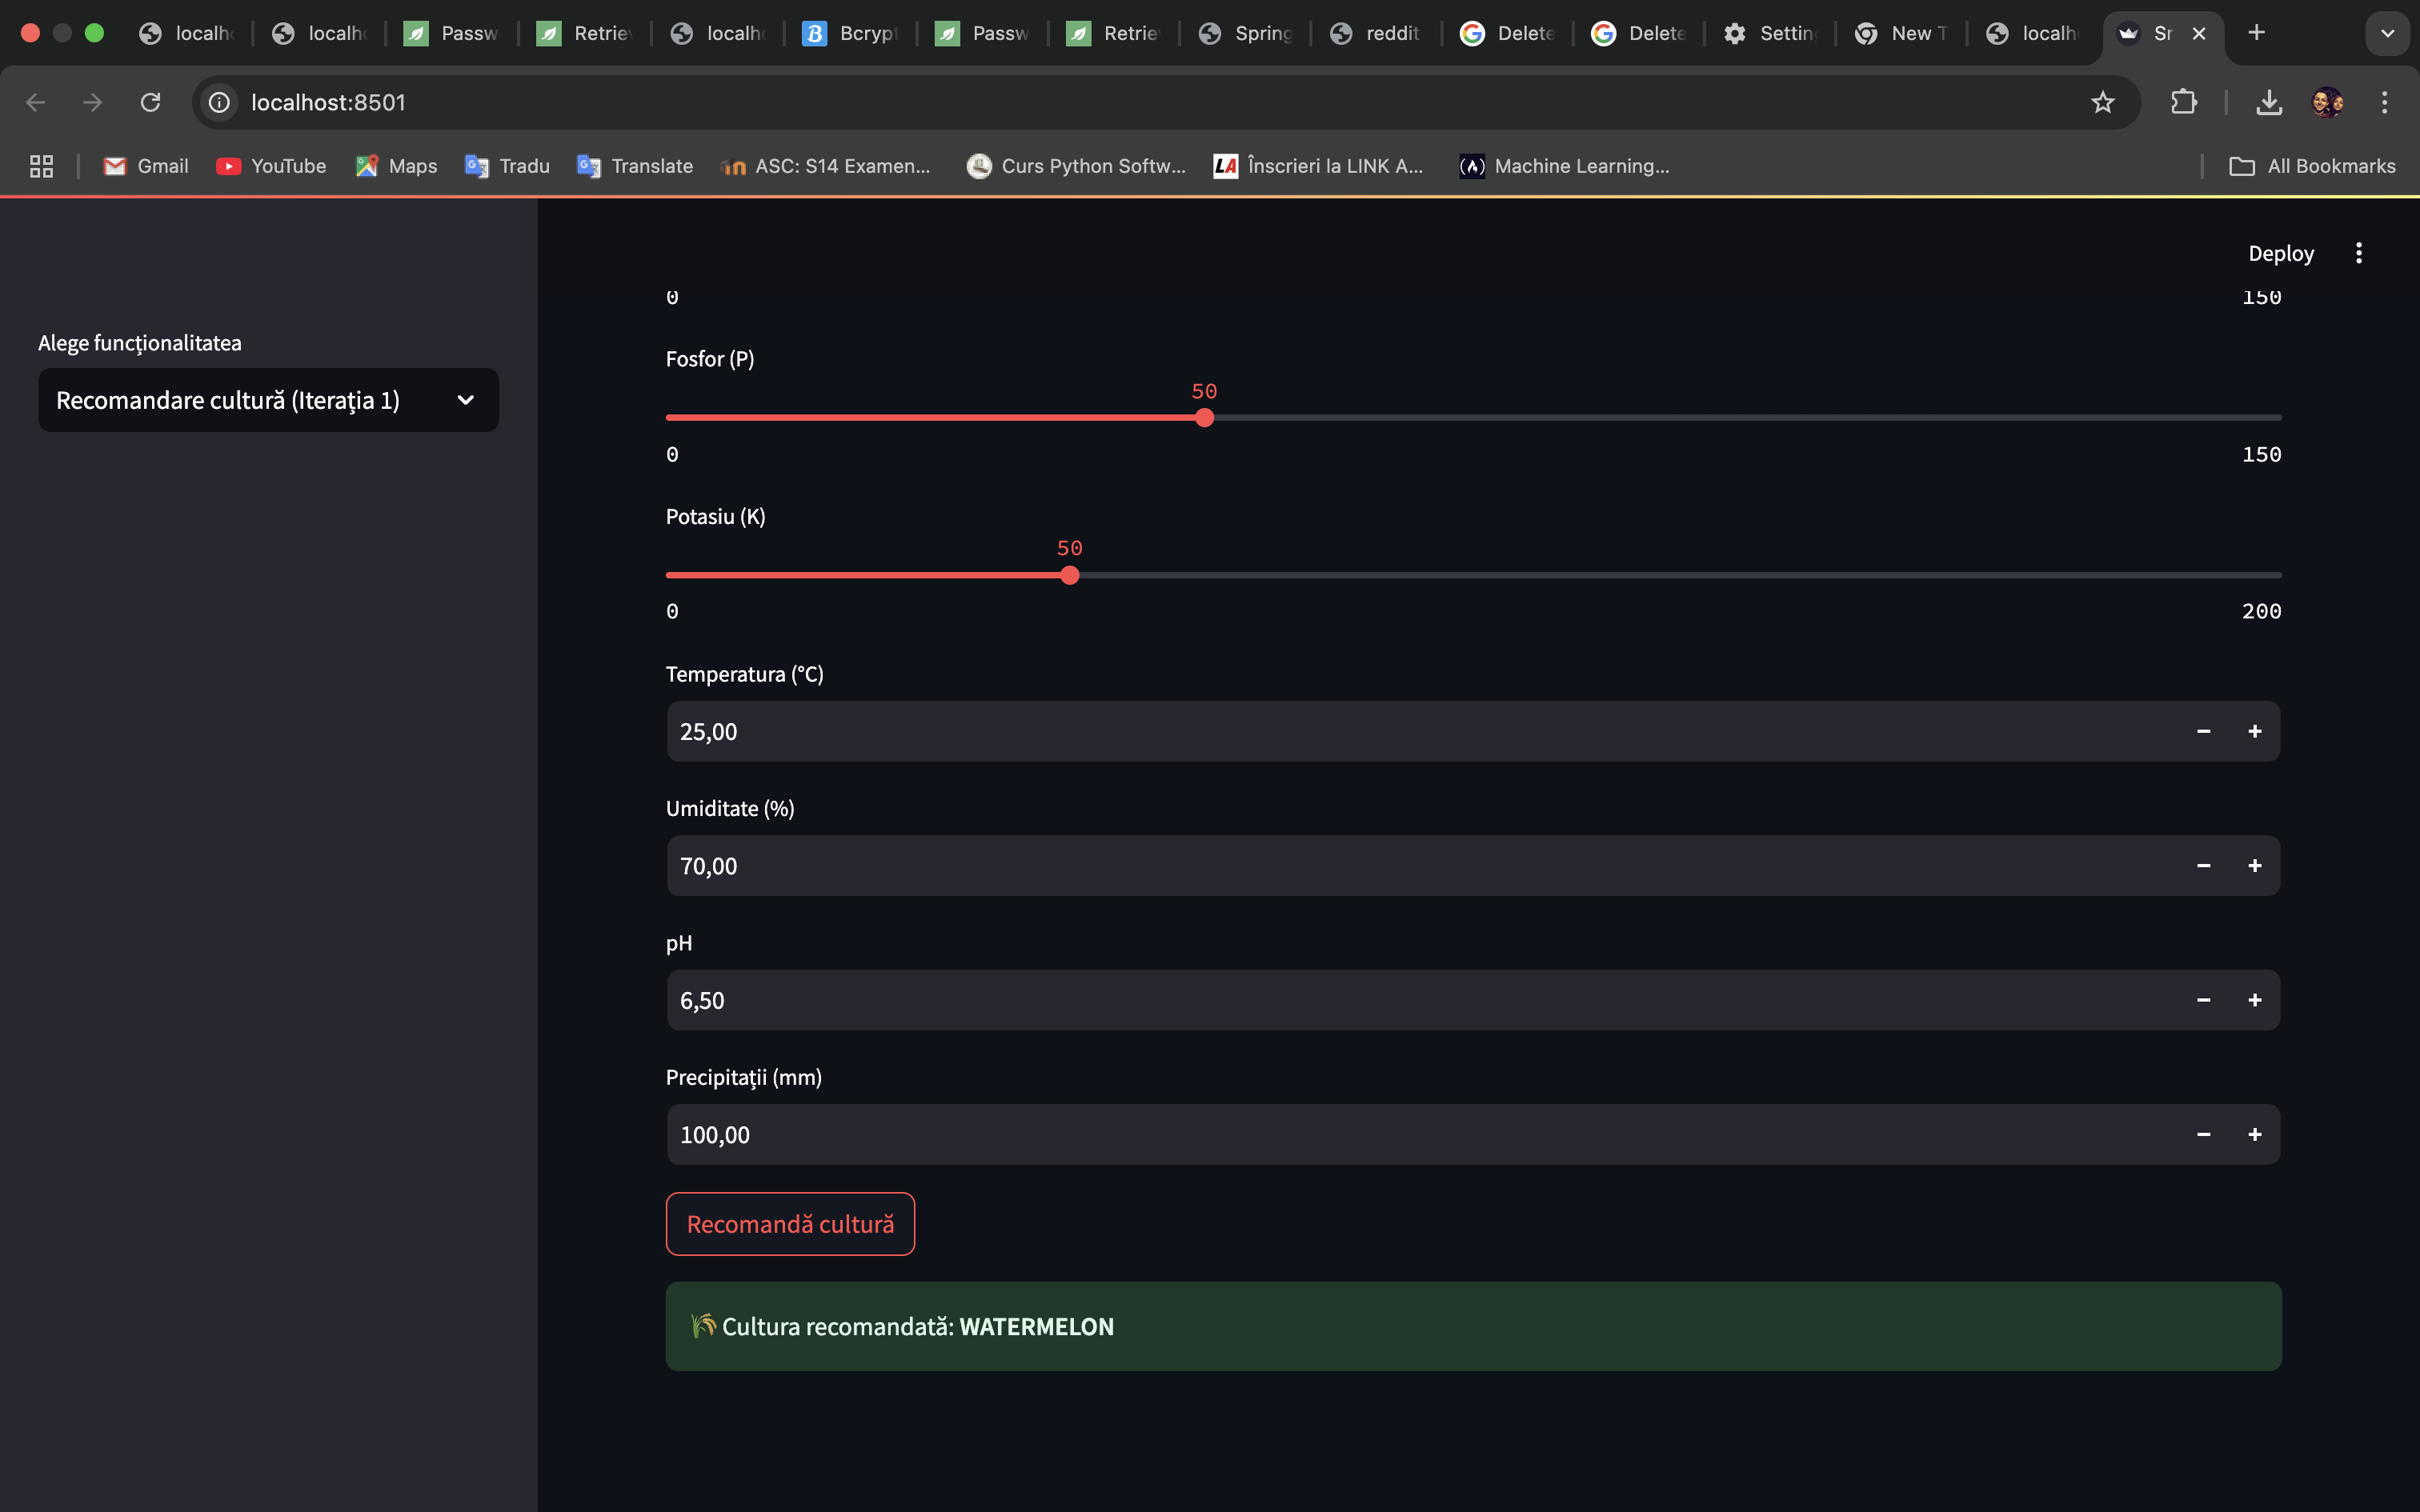 localh
localh
Passw
Retriev
localh
Bcrypt
Passw
Retrie
Spring
reddit
Delete
Delete
Settin
New T
localh
Sr
localhost:8501
Gmail
YouTube
Maps
Tradu
Translate
ASC: S14 Examen...
Curs Python Softw...
LA Înscrieri la LINK A...
Machine Learning...
All Bookmarks
Deploy
Alege funcționalitatea
Recomandare cultură (Iterația 1)
0 150
Fosfor (P)
50
0 150
Potasiu (K)
50
0 200
Temperatura (°C)
25,00
Umiditate (%)
70,00
pH
6,50
Precipitații (mm)
100,00
Recomandă cultură
Cultura recomandată: WATERMELON